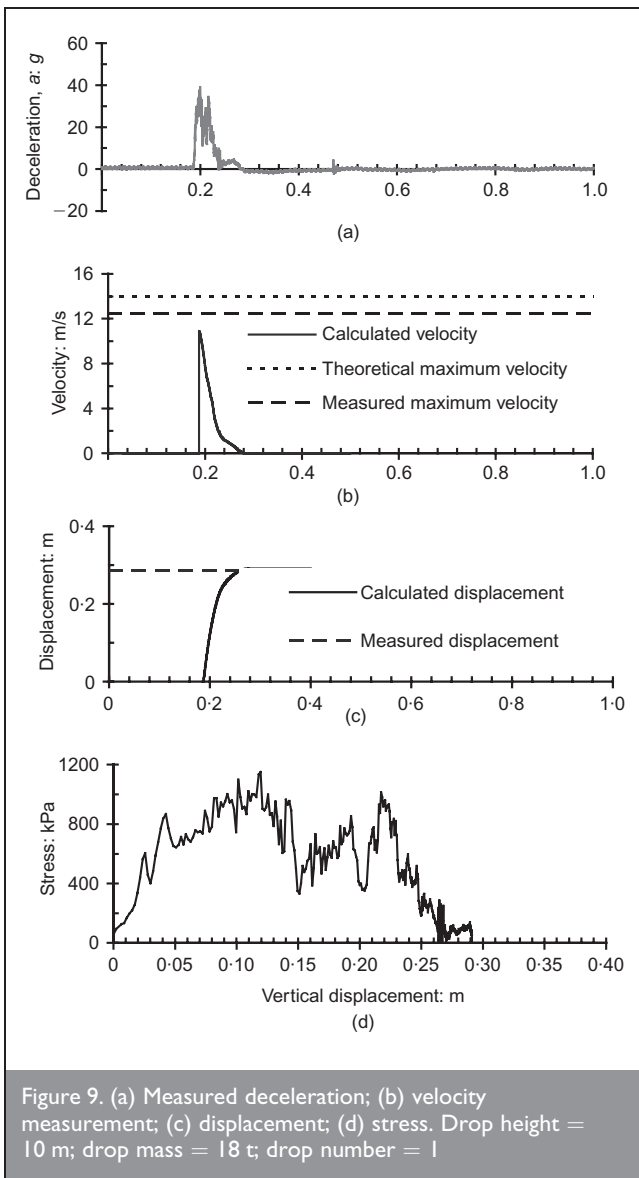 60
40
20
0
−20
Deceleration, a: g
0.2 0.4 0.6 0.8 1.0
(a)
16
12
8
4
0
Velocity: m/s
Calculated velocity
Theoretical maximum velocity
Measured maximum velocity
0.2 0.4 0.6 0.8 1.0
(b)
0·4
0·2
0
Displacement: m
Calculated displacement
Measured displacement
0 0·2 0·4 0·6 0·8 1·0
(c)
1200
800
400
0
Stress: kPa
0 0·05 0·10 0·15 0·20 0·25 0·30 0·35 0·40
Vertical displacement: m
(d)
Figure 9. (a) Measured deceleration; (b) velocity
measurement; (c) displacement; (d) stress. Drop height =
10 m; drop mass = 18 t; drop number = 1